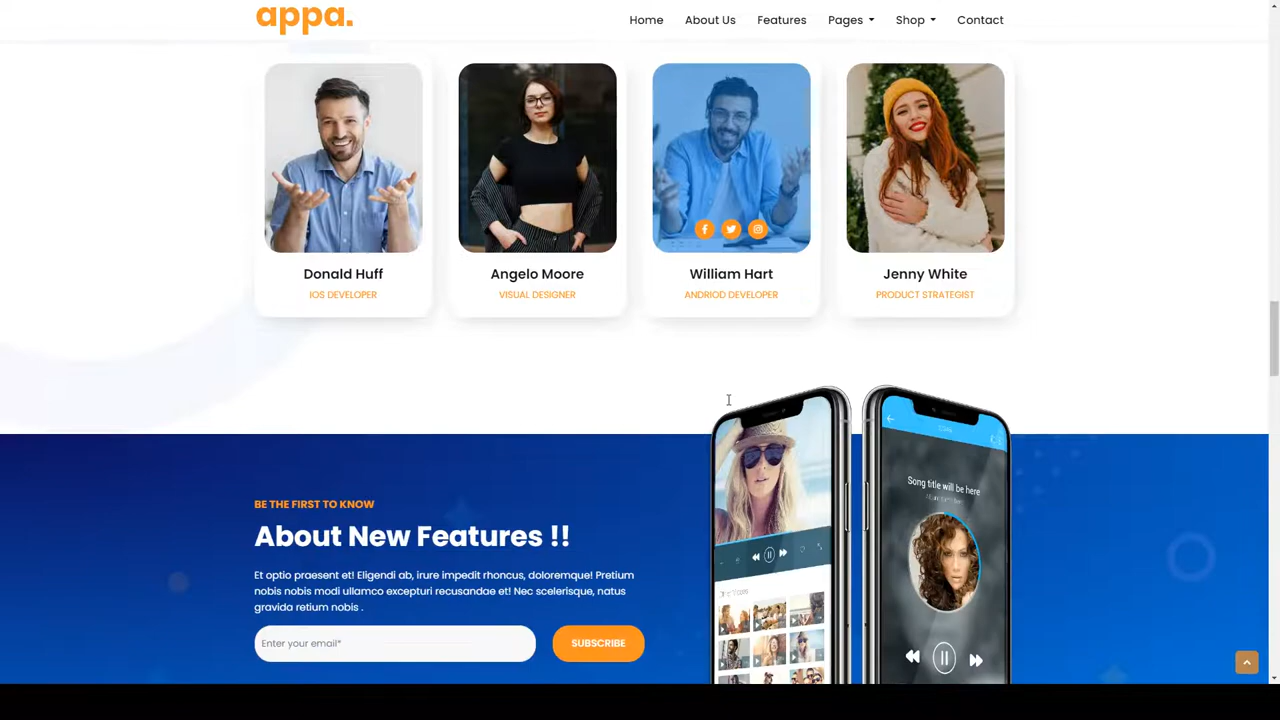 appa.
Home About Us Features Pages Shop Contact
Donald Huff Angelo Moore William Hart Jenny White
IOS DEVELOPER VISUAL DESIGNER ANDRIOD DEVELOPER PRODUCT STRATEGIST
BE THE FIRST TO KNOW
About New Features !!
Et optio praesent et! Eligendi ab, irure impedit rhoncus, doloremque! Pretium
nobis nobis modi ullamco excepturi recusandae et! Nec scelerisque, natus
gravida retium nobis .
Enter your email*
SUBSCRIBE
Song title will be here